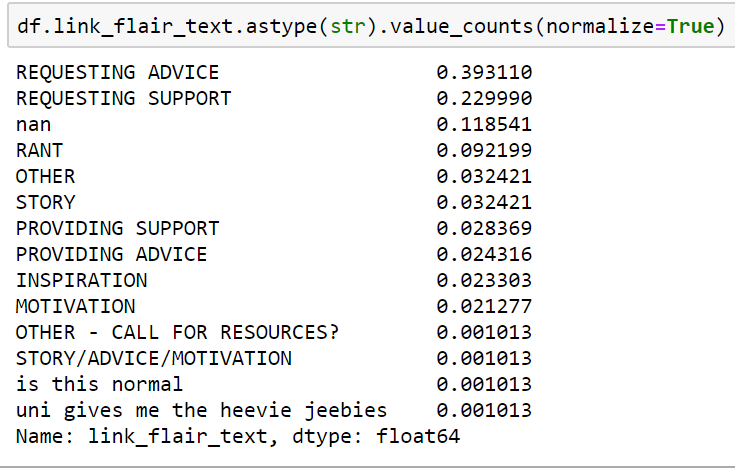 df.link_flair_text.astype(str).value_counts(normalize=True)
REQUESTING ADVICE 0.393110
REQUESTING SUPPORT 0.229990
nan 0.118541
RANT 0.092199
OTHER 0.032421
STORY 0.032421
PROVIDING SUPPORT 0.028369
PROVIDING ADVICE 0.024316
INSPIRATION 0.023303
MOTIVATION 0.021277
OTHER - CALL FOR RESOURCES? 0.001013
STORY/ADVICE/MOTIVATION 0.001013
is this normal 0.001013
uni gives me the heevie jeebies 0.001013
Name: link_flair_text, dtype: float64